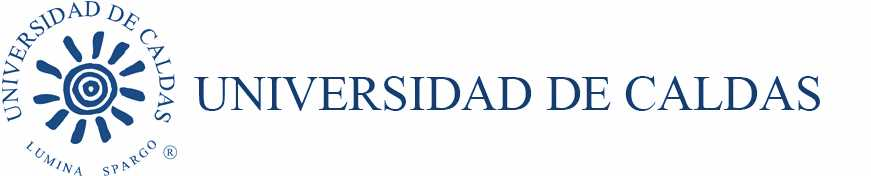 UNIVERSIDAD DE CALDAS
LUMINA SPARGO
®
UNIVERSIDAD DE CALDAS